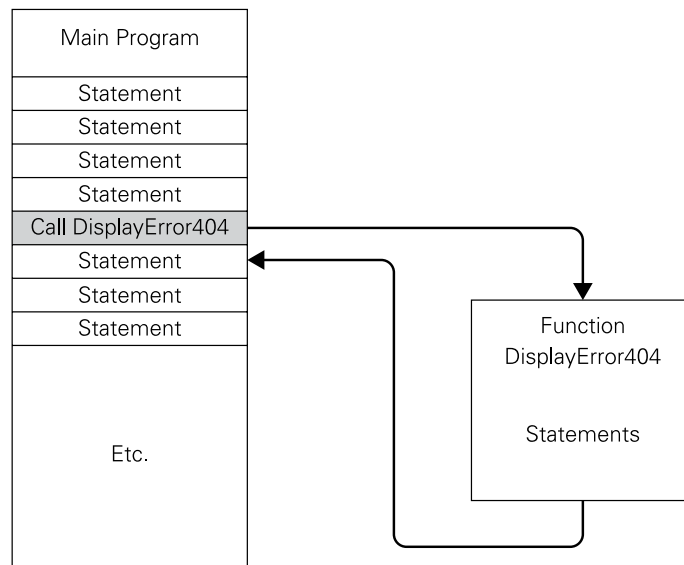 Main Program
Statement
Statement
Statement
Statement
Call DisplayError404
Statement
Statement
Statement
Etc.
Function
DisplayError404
Statements